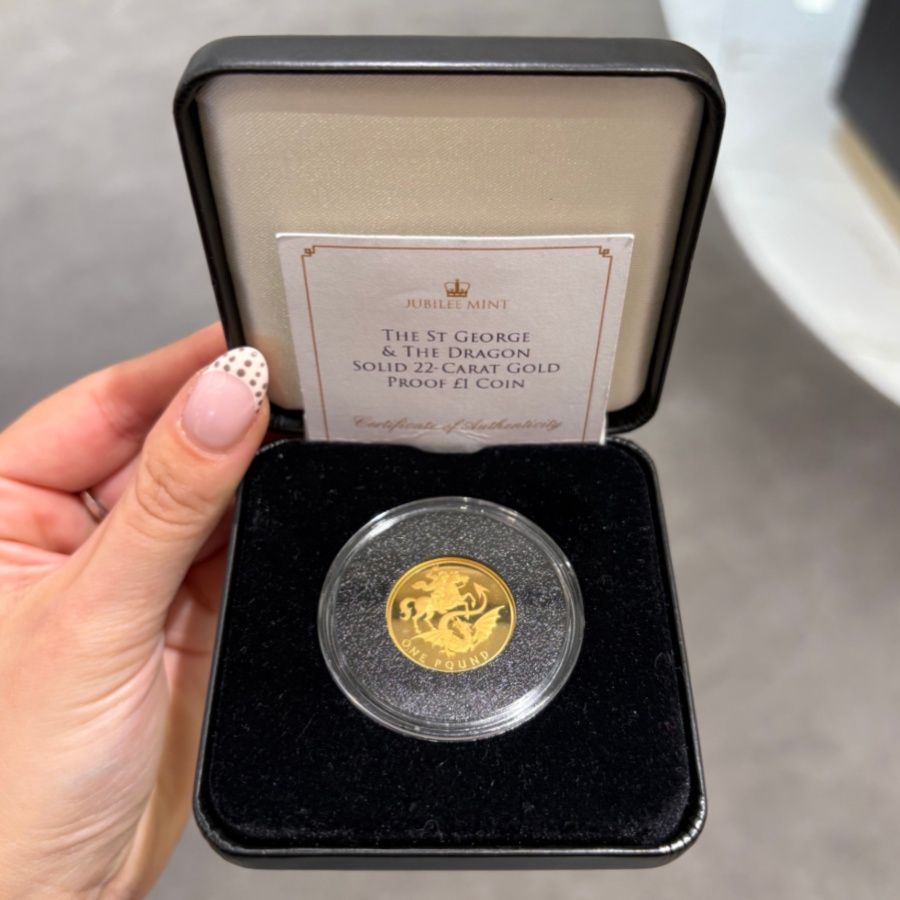 JUBILEE MINT
THE ST GEORGE
& THE DRAGON
SOLID 22-CARAT GOLD
PROOF £1 COIN
Certificate of Authenticity
ONE POUND